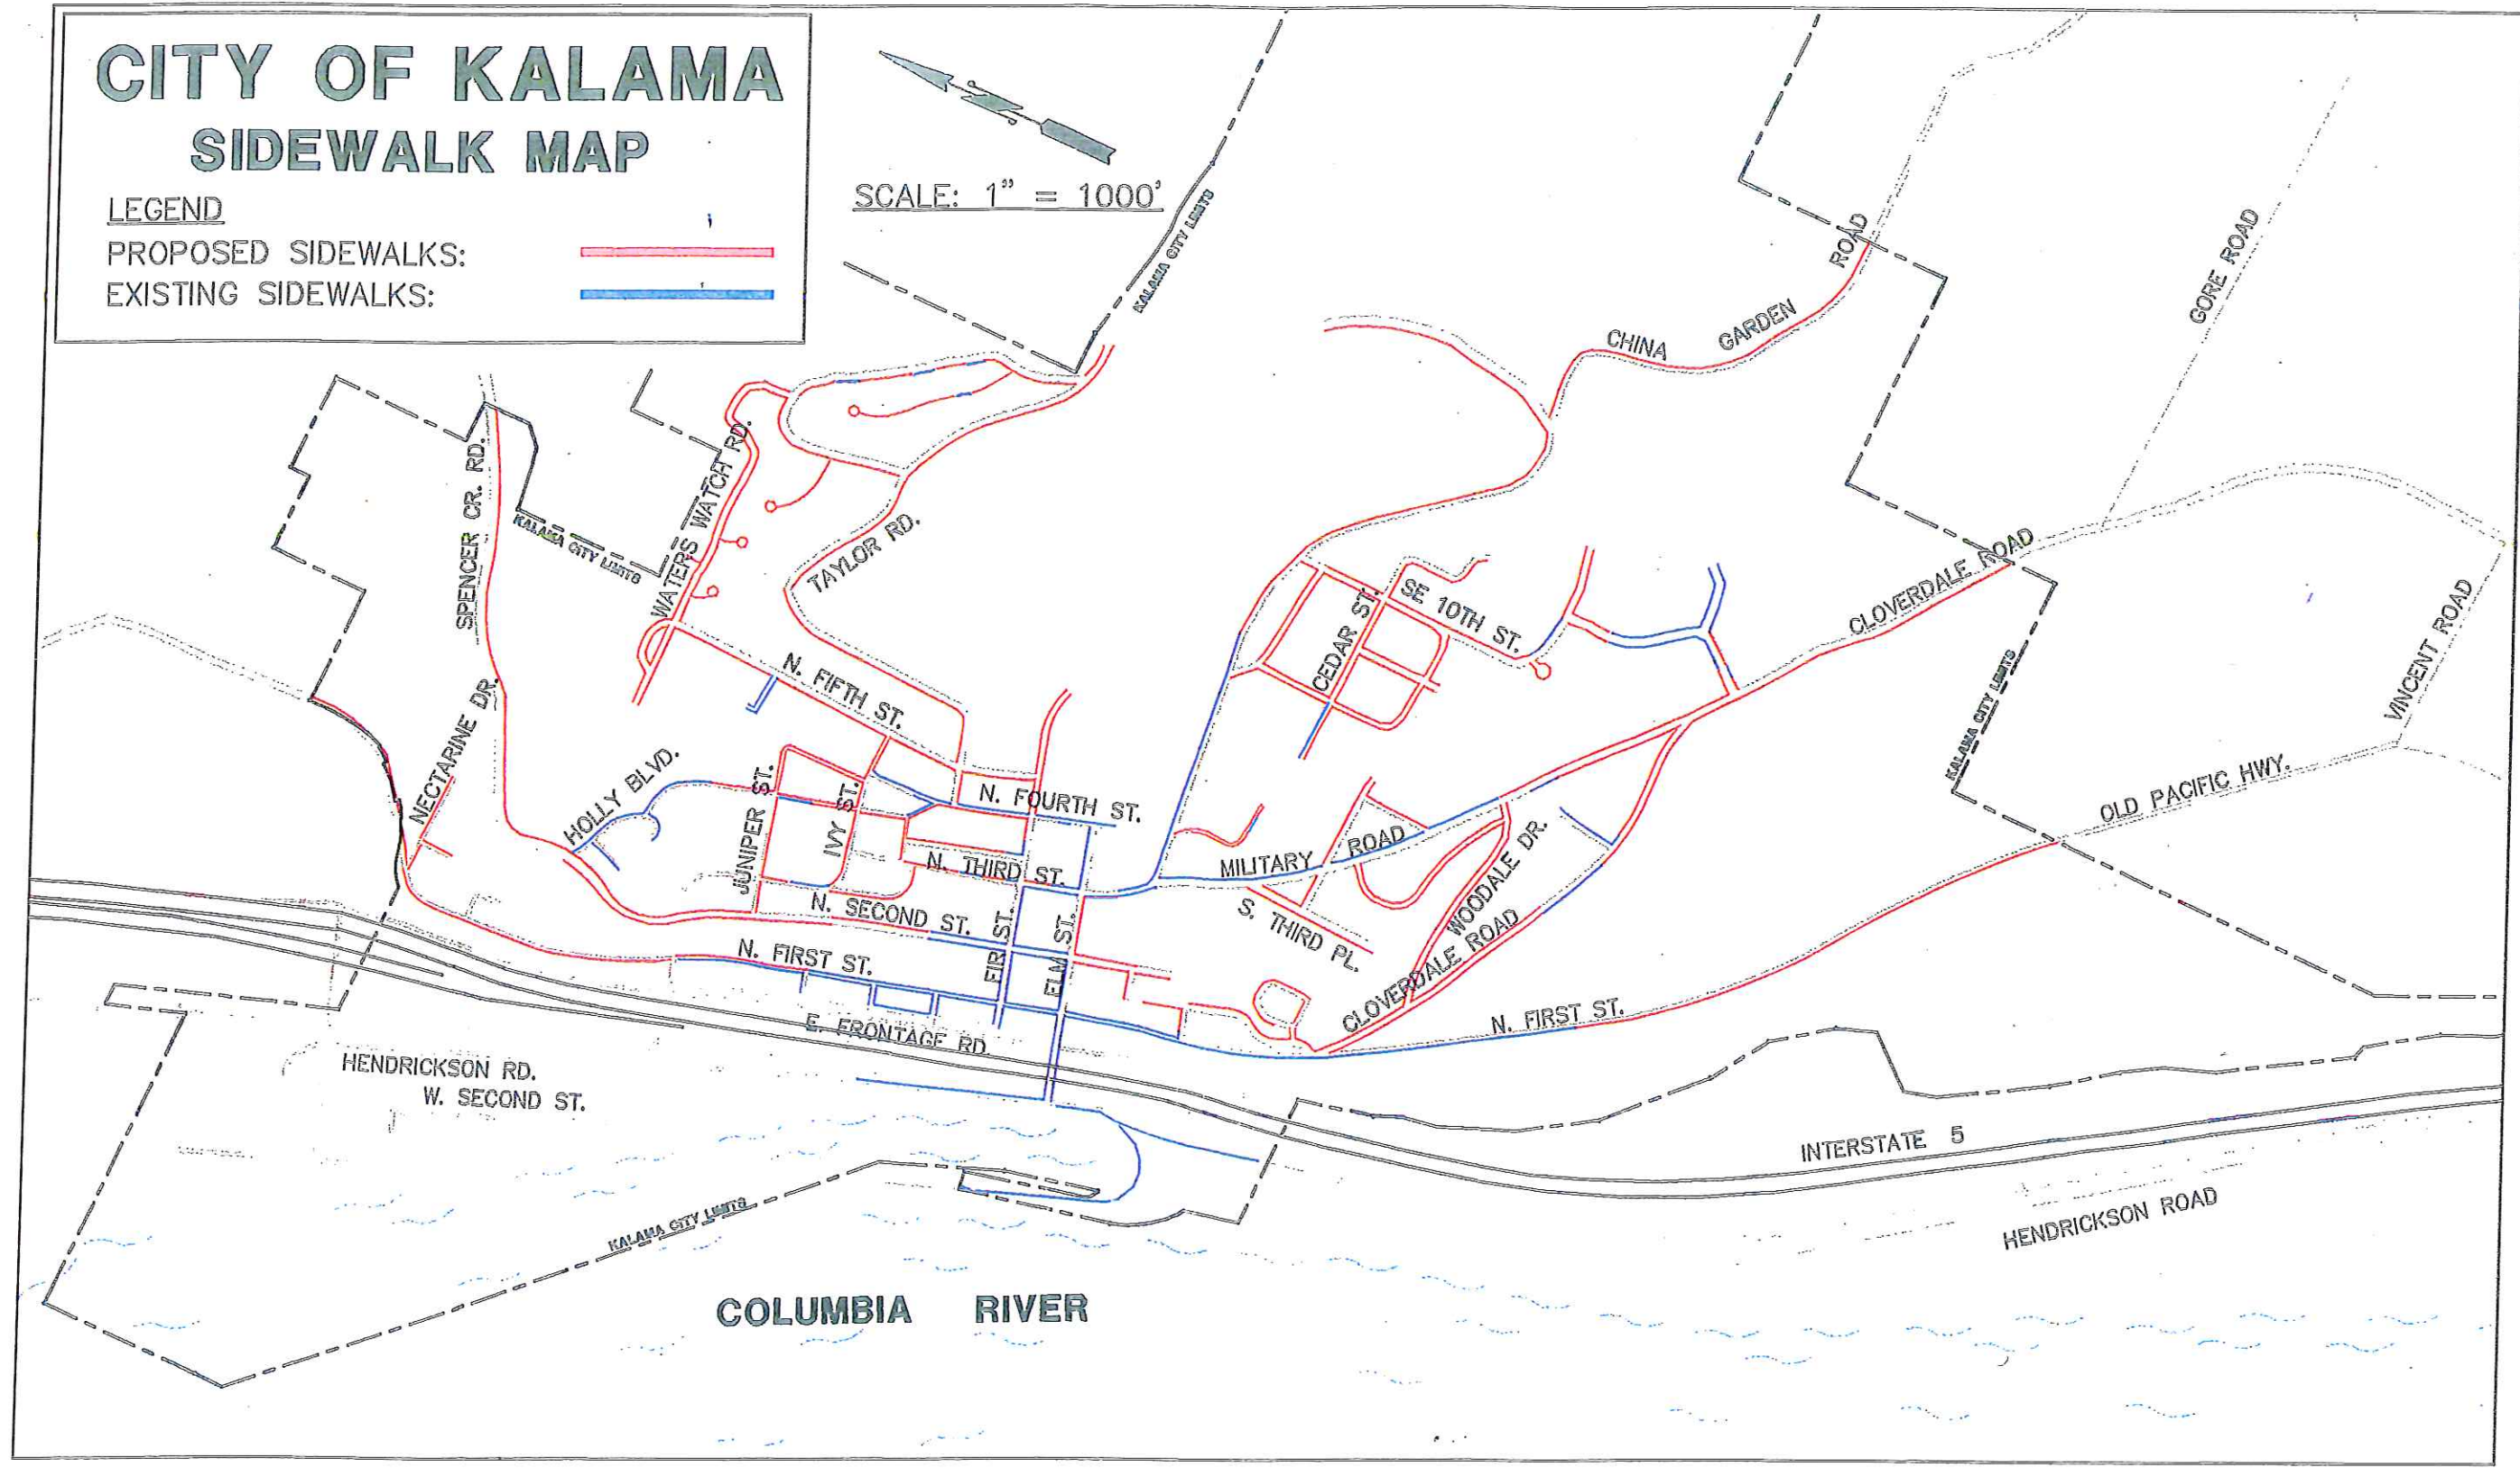 CITY OF KALAMA
SIDEWALK MAP
LEGEND
PROPOSED SIDEWALKS:
EXISTING SIDEWALKS:
SCALE: 1" = 1000'
KALAMA CITY LIMITS
CHINA GARDEN ROAD
GORE ROAD
SPENCER CR. RD.
KALAMA CITY LIMITS
WATERS WATCH RD.
TAYLOR RD.
CEDAR ST.
SE 10TH ST.
CLOVERDALE ROAD
VINCENT ROAD
KALAMA CITY LIMITS
NECTARINE DR.
N. FIFTH ST.
HOLLY BLVD.
JUNIPER ST.
IVY ST.
N. FOURTH ST.
N. THIRD ST.
MILITARY ROAD
WOODALE DR.
OLD PACIFIC HWY.
N. SECOND ST.
FIR ST.
ELM ST.
S. THIRD PL.
CLOVERDALE ROAD
N. FIRST ST.
N. FIRST ST.
E. FRONTAGE RD.
HENDRICKSON RD.
W. SECOND ST.
INTERSTATE 5
HENDRICKSON ROAD
KALAMA CITY LIMITS
COLUMBIA RIVER